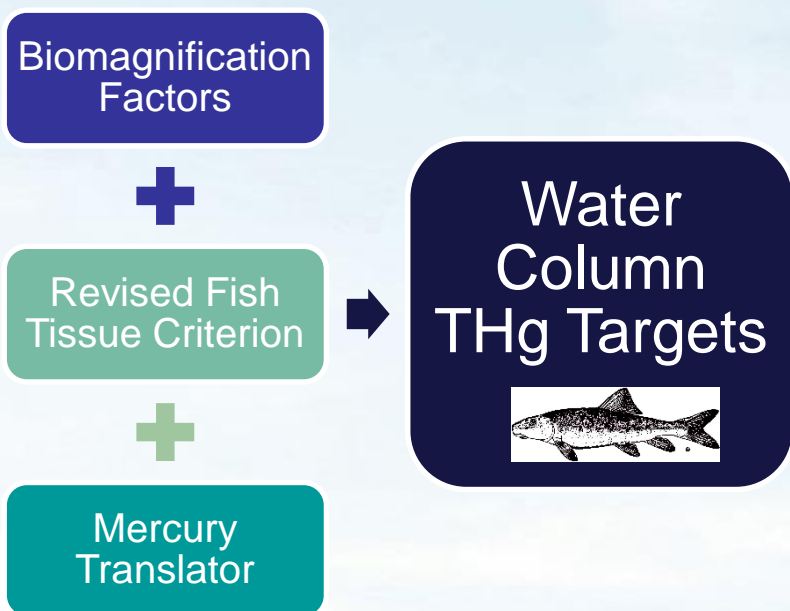 Biomagnification
Factors
Revised Fish
Tissue Criterion
Mercury
Translator
Water
Column
THg Targets